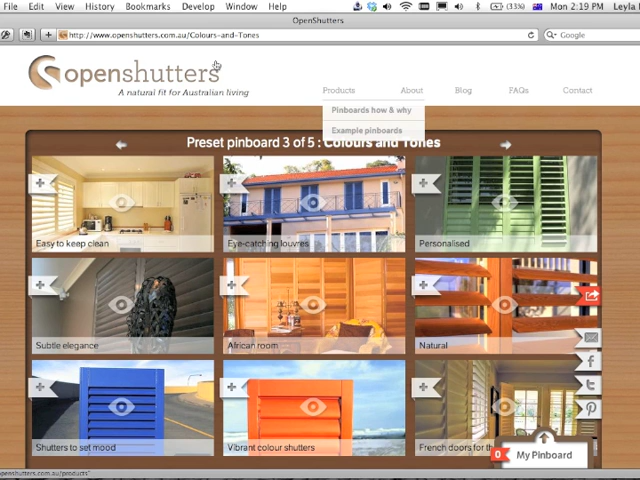 File Edit View History Bookmarks Develop Window Help (33%) Mon 2:19 PM Leyla
OpenShutters
http://www.openshutters.com.au/Colours-and-Tones Google
openshutters
A natural fit for Australian living
Products About Blog FAQs Contact
Pinboards how & why
Example pinboards
Preset pinboard 3 of 5 : Colours and Tones
Easy to keep clean Eye-catching louvres Personalised
Subtle elegance African room Natural
Shutters to set mood Vibrant colour shutters French doors for th
0 My Pinboard
openshutters.com.au/products"